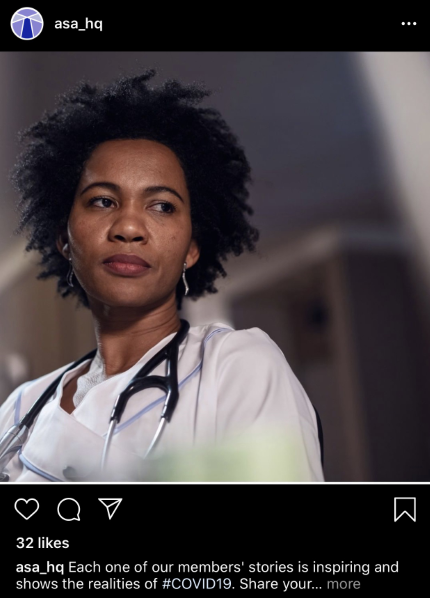 asa_hq
32 likes
asa_hq Each one of our members' stories is inspiring and
shows the realities of #COVID19. Share your... more